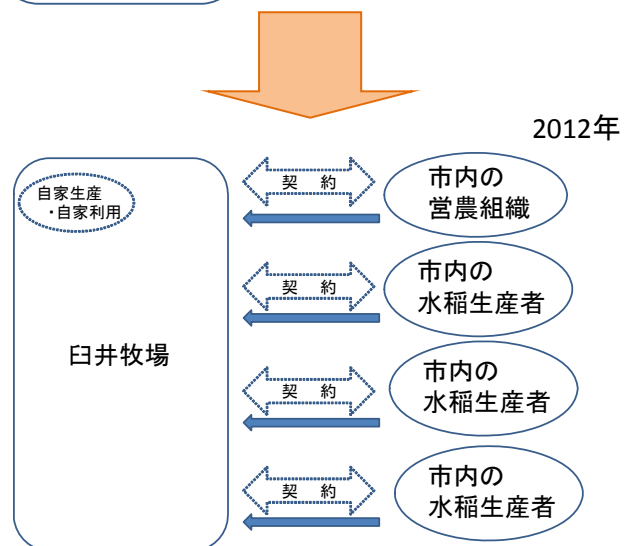 2012年
自家生産
・自家利用
契 約
市内の
営農組織
契 約
市内の
水稲生産者
臼井牧場
契 約
市内の
水稲生産者
契 約
市内の
水稲生産者